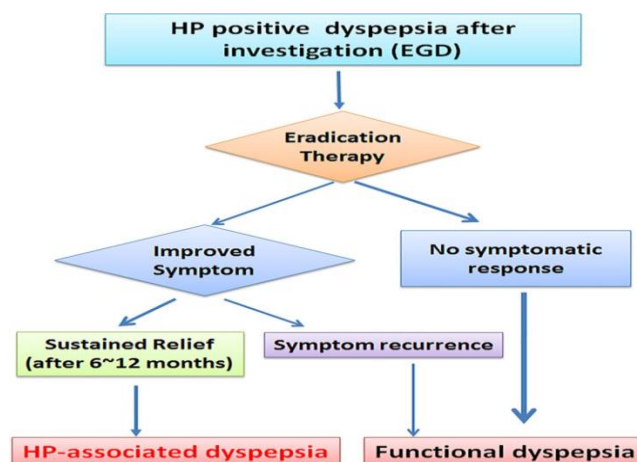 HP positive dyspepsia after
investigation (EGD)
Eradication
Therapy
Improved
Symptom
No symptomatic
response
Sustained Relief
(after 6~12 months)
Symptom recurrence
HP-associated dyspepsia
Functional dyspepsia